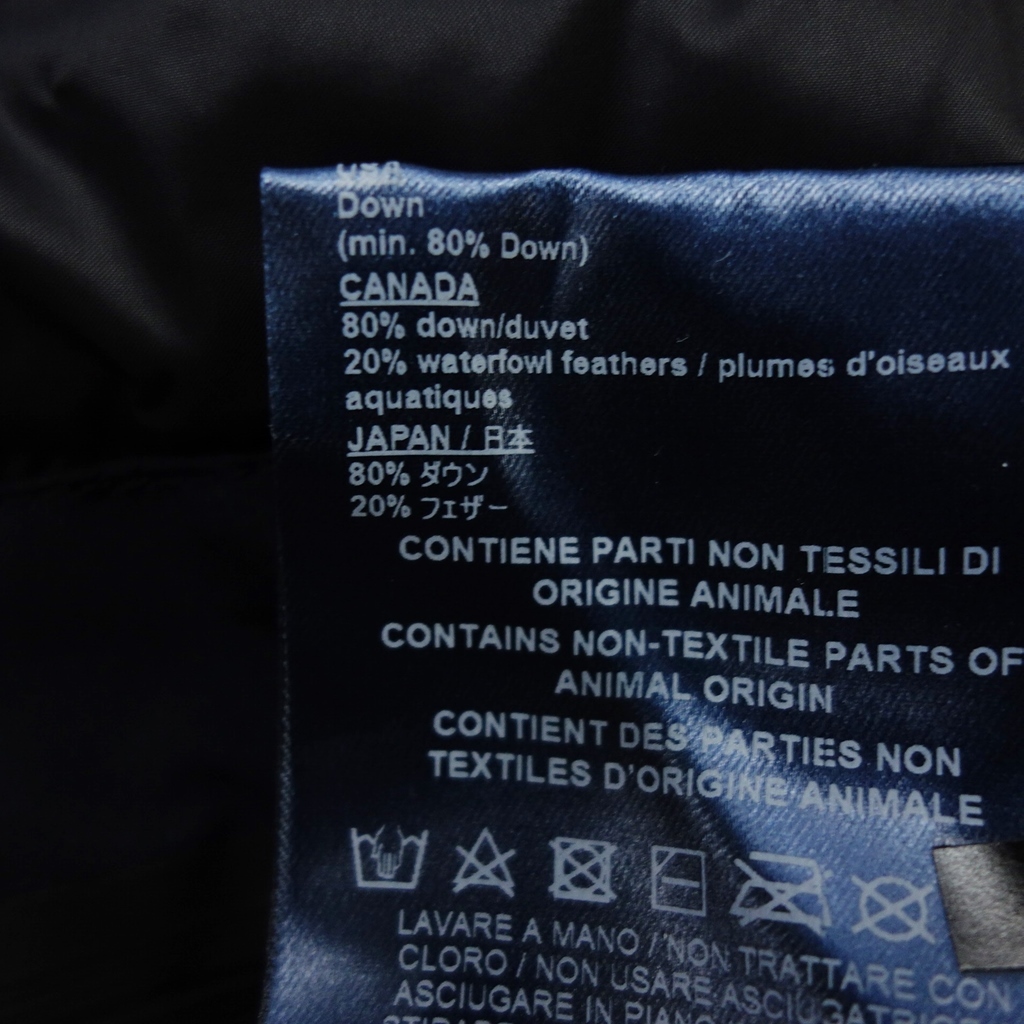 USA
Down
(min. 80% Down)
CANADA
80% down/duvet
20% waterfowl feathers / plumes d'oiseaux
aquatiques
JAPAN / 日本
80% ダウン
20% フェザー
CONTIENE PARTI NON TESSILI DI
ORIGINE ANIMALE
CONTAINS NON-TEXTILE PARTS OF
ANIMAL ORIGIN
CONTIENT DES PARTIES NON
TEXTILES D'ORIGINE ANIMALE
LAVARE A MANO / NON TRATTARE CON
CLORO / NON USARE ASCIUGATRICE
ASCIUGARE IN PIANO